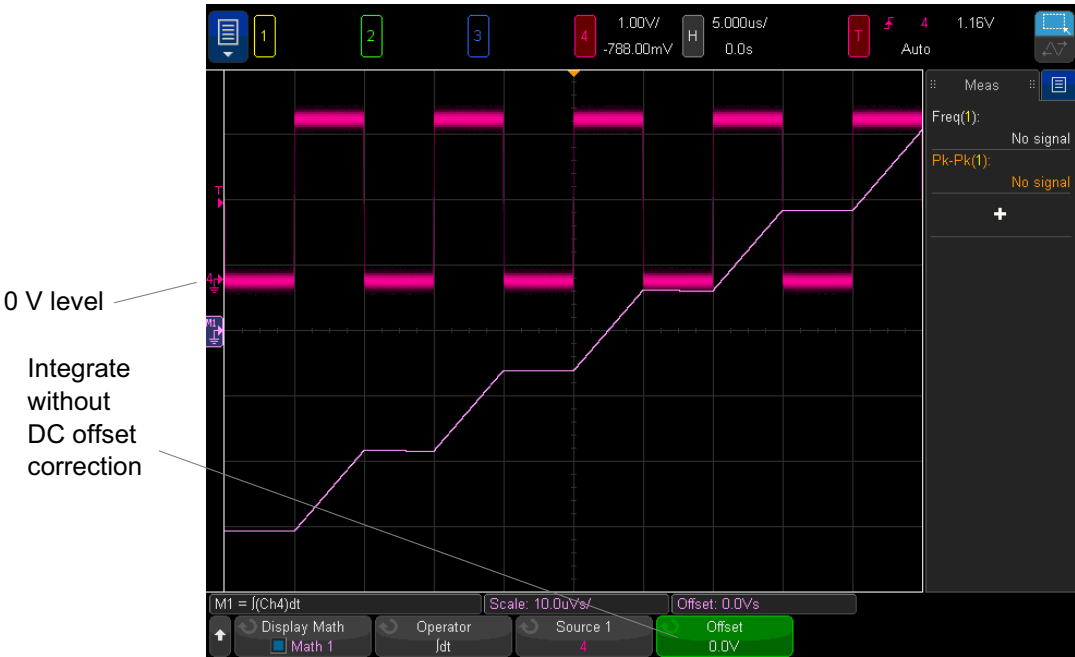 1
2
3
4
1.00V/
-788.00mV
H
5.000us/
0.0s
T
4
1.16V
Auto
Meas
Freq(1):
No signal
Pk-Pk(1):
No signal
+
T
4
0 V level
M1
Integrate
without
DC offset
correction
M1 = ∫(Ch4)dt
Scale: 10.0uVs/
Offset: 0.0Vs
Display Math
Math 1
Operator
∫dt
Source 1
4
Offset
0.0V